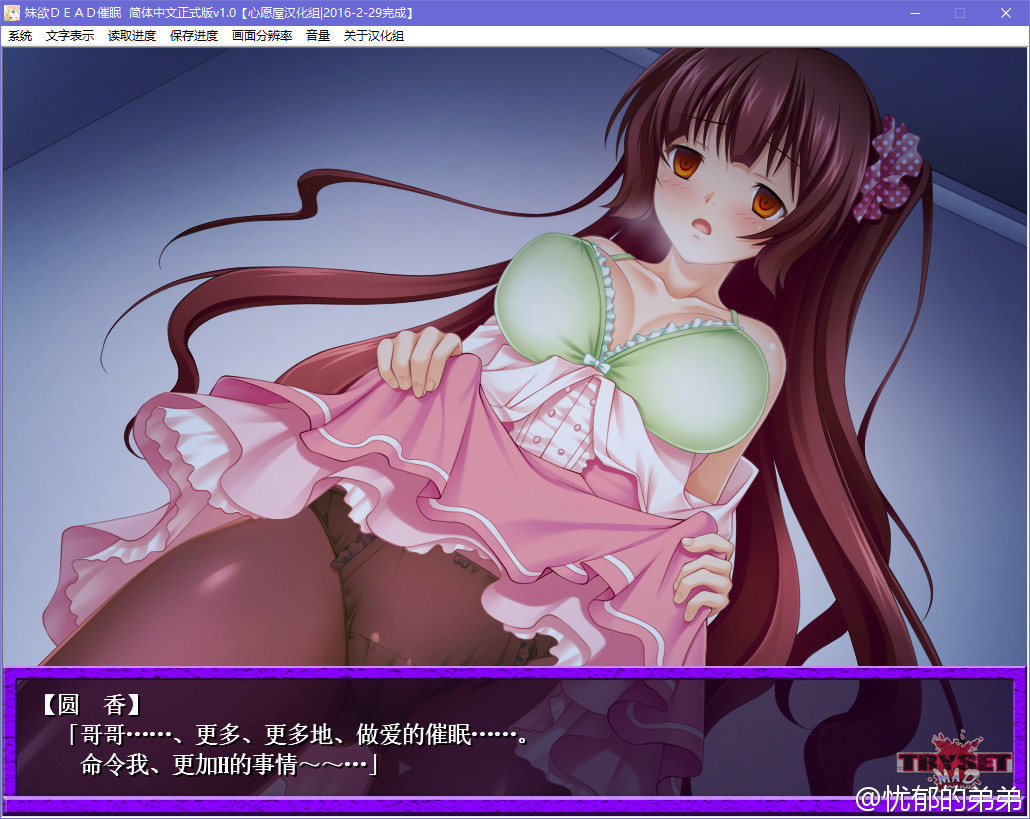 妹欲ＤＥＡＤ催眠 简体中文正式版v1.0【心愿屋汉化组|2016-2-29完成】
系统 文字表示 读取进度 保存进度 画面分辨率 音量 关于汉化组
【圆　香】
「哥哥……、更多、更多地、做爱的催眠……。
命令我、更加H的事情～～…」
TRYSET
MAD
@忧郁的弟弟